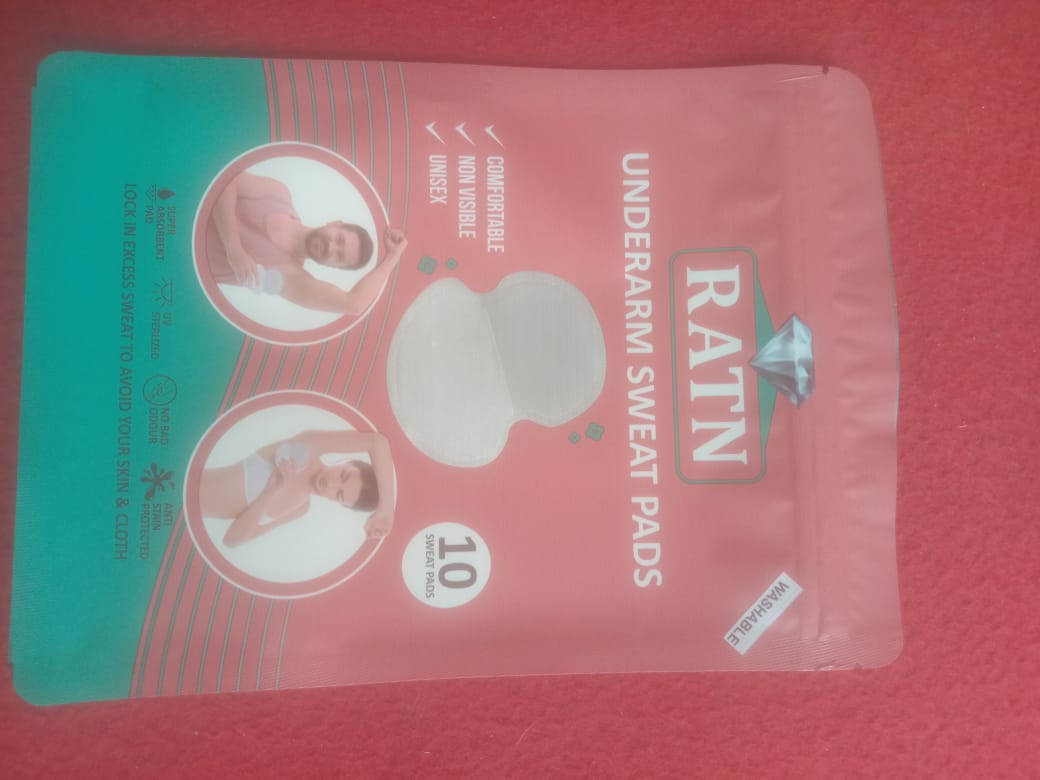 RATN
WASHABLE
UNDERARM SWEAT PADS
COMFORTABLE
NON VISIBLE
UNISEX
10
SWEAT PADS
SUPER
ABSORBENT
PAD
UV
STERLIZED
NO BAD
ODOUR
ANTI
STAIN
PROTECTED
LOCK IN EXCESS SWEAT TO AVOID YOUR SKIN & CLOTH